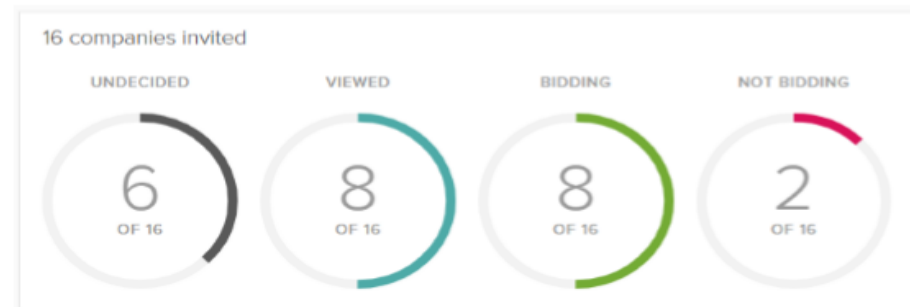 16 companies invited
UNDECIDED
VIEWED
BIDDING
NOT BIDDING
6
OF 16
8
OF 16
8
OF 16
2
OF 16